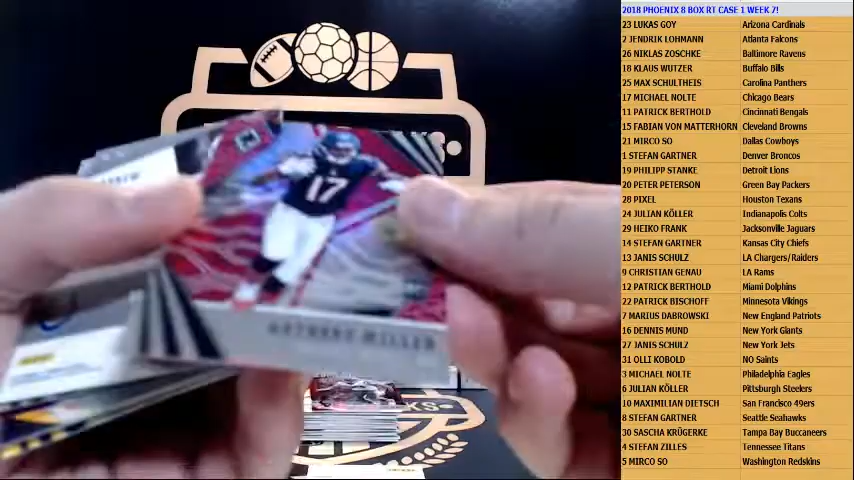 2018 PHOENIX 8 BOX RT CASE 1 WEEK 7!
23 LUKAS GOY Arizona Cardinals
2 JENDRIK LOHMANN Atlanta Falcons
26 NIKLAS ZOSCHKE Baltimore Ravens
18 KLAUS WUTZER Buffalo Bills
25 MAX SCHULTHEIS Carolina Panthers
17 MICHAEL NOLTE Chicago Bears
11 PATRICK BERTHOLD Cincinnati Bengals
15 FABIAN VON MATTERHORN Cleveland Browns
21 MIRCO SO Dallas Cowboys
1 STEFAN GARTNER Denver Broncos
19 PHILIPP STANKE Detroit Lions
20 PETER PETERSON Green Bay Packers
28 PIXEL Houston Texans
24 JULIAN KÖLLER Indianapolis Colts
29 HEIKO FRANK Jacksonville Jaguars
14 STEFAN GARTNER Kansas City Chiefs
13 JANIS SCHULZ LA Chargers/Raiders
9 CHRISTIAN GENAU LA Rams
12 PATRICK BERTHOLD Miami Dolphins
22 PATRICK BISCHOFF Minnesota Vikings
7 MARIUS DABROWSKI New England Patriots
16 DENNIS MUND New York Giants
27 JANIS SCHULZ New York Jets
31 OLLI KOBOLD NO Saints
3 MICHAEL NOLTE Philadelphia Eagles
6 JULIAN KÖLLER Pittsburgh Steelers
10 MAXIMILIAN DIETSCH San Francisco 49ers
8 STEFAN GARTNER Seattle Seahawks
30 SASCHA KRÜGERKE Tampa Bay Buccaneers
4 STEFAN ZILLES Tennessee Titans
5 MIRCO SO Washington Redskins
17
ANTHONY MILLER